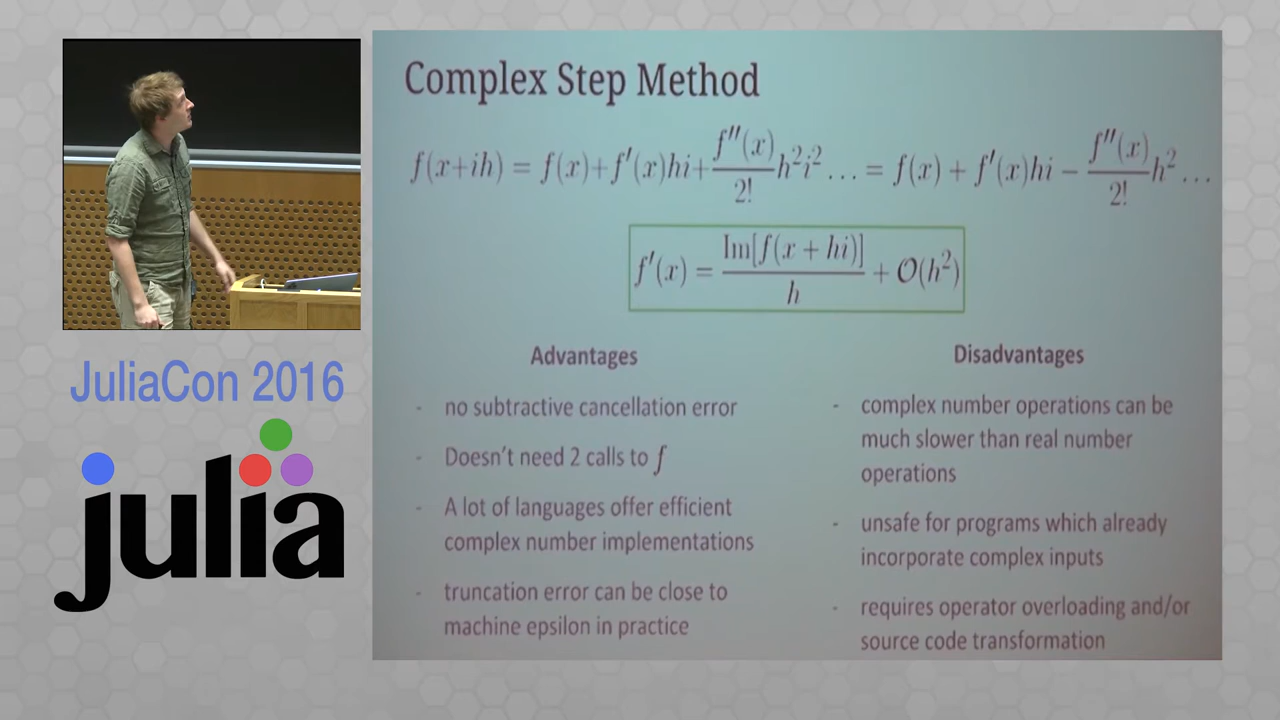 Complex Step Method
f(x+ih) = f(x)+f′(x)hi+f″(x)/2! h²i² … = f(x) + f′(x)hi − f″(x)/2! h² …
f′(x) = Im[f(x + hi)]/h + O(h²)
Advantages
- no subtractive cancellation error
- Doesn't need 2 calls to f
- A lot of languages offer efficient
complex number implementations
- truncation error can be close to
machine epsilon in practice
Disadvantages
- complex number operations can be
much slower than real number
operations
- unsafe for programs which already
incorporate complex inputs
- requires operator overloading and/or
source code transformation
JuliaCon 2016
julia